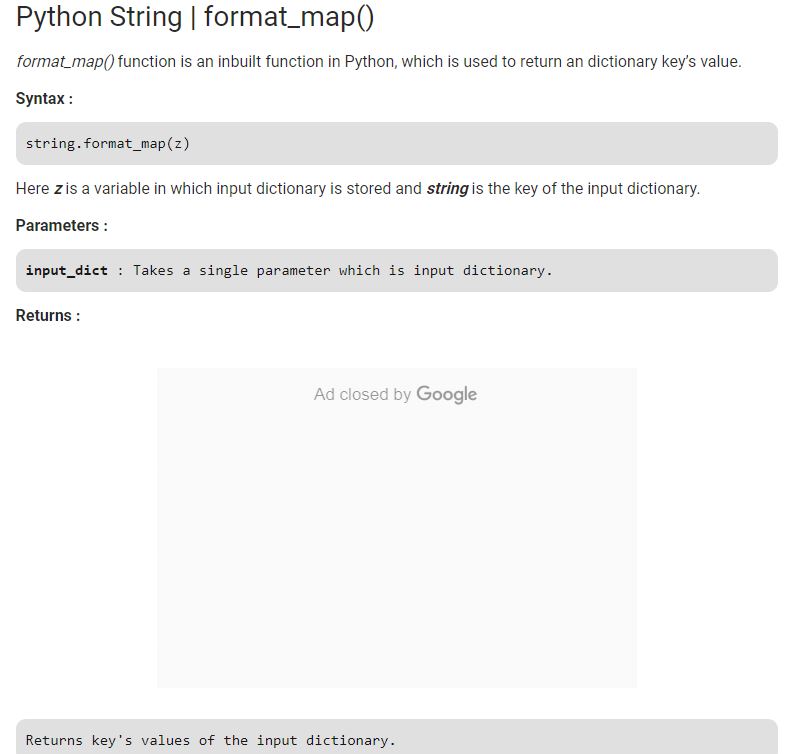 Python String | format_map()
format_map() function is an inbuilt function in Python, which is used to return an dictionary key's value.
Syntax :
string.format_map(z)
Here z is a variable in which input dictionary is stored and string is the key of the input dictionary.
Parameters :
input_dict : Takes a single parameter which is input dictionary.
Returns :
Ad closed by Google
Returns key's values of the input dictionary.